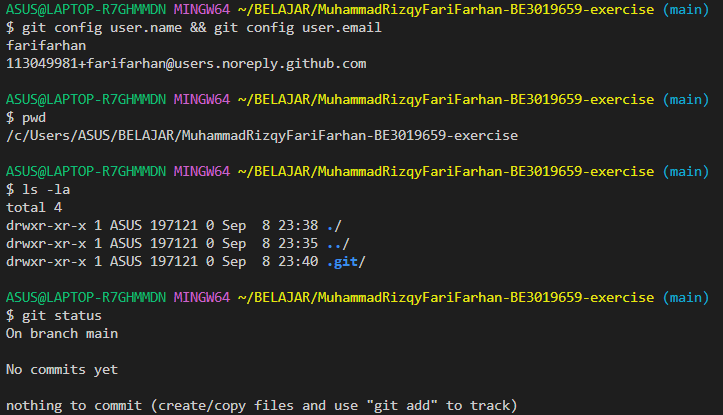 ASUS@LAPTOP-R7GHMMDN MINGW64 ~/BELAJAR/MuhammadRizqyFariFarhan-BE3019659-exercise (main)
$ git config user.name && git config user.email
farifarhan
113049981+farifarhan@users.noreply.github.com

ASUS@LAPTOP-R7GHMMDN MINGW64 ~/BELAJAR/MuhammadRizqyFariFarhan-BE3019659-exercise (main)
$ pwd
/c/Users/ASUS/BELAJAR/MuhammadRizqyFariFarhan-BE3019659-exercise

ASUS@LAPTOP-R7GHMMDN MINGW64 ~/BELAJAR/MuhammadRizqyFariFarhan-BE3019659-exercise (main)
$ ls -la
total 4
drwxr-xr-x 1 ASUS 197121 0 Sep  8 23:38 ./
drwxr-xr-x 1 ASUS 197121 0 Sep  8 23:35 ../
drwxr-xr-x 1 ASUS 197121 0 Sep  8 23:40 .git/

ASUS@LAPTOP-R7GHMMDN MINGW64 ~/BELAJAR/MuhammadRizqyFariFarhan-BE3019659-exercise (main)
$ git status
On branch main

No commits yet

nothing to commit (create/copy files and use "git add" to track)